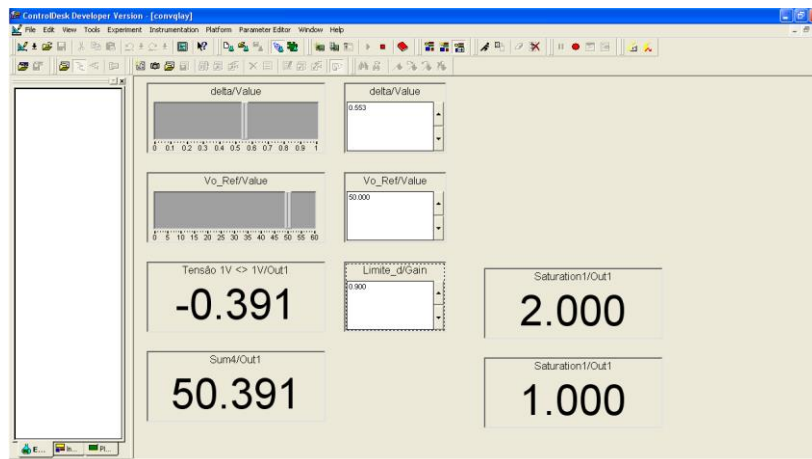 ControlDesk Developer Version - [convqlay]
File Edit View Tools Experiment Instrumentation Platform Parameter Editor Window Help
delta/Value
0 0.1 0.2 0.3 0.4 0.5 0.6 0.7 0.8 0.9 1
delta/Value
0.553
Vo_Ref/Value
0 5 10 15 20 25 30 35 40 45 50 55 60
Vo_Ref/Value
50.000
Tensão 1V <> 1V/Out1
-0.391
Limite_d/Gain
0.900
Saturation1/Out1
2.000
Sum4/Out1
50.391
Saturation1/Out1
1.000
E... In... Pl...